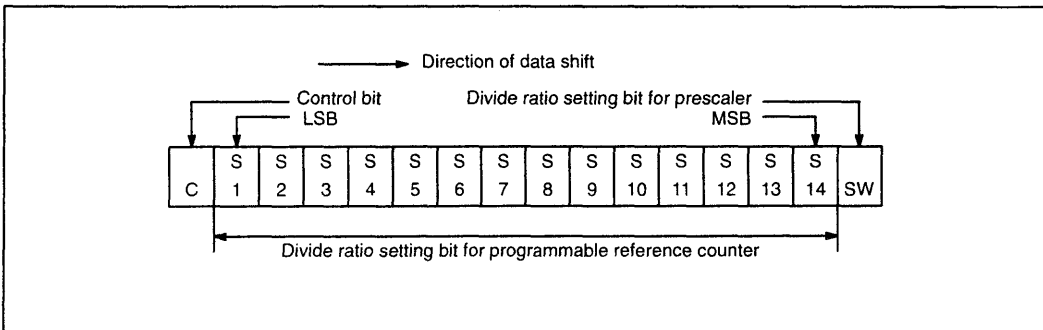 Direction of data shift
Control bit
Divide ratio setting bit for prescaler
LSB
MSB
S S S S S S S S S S S S S S
C 1 2 3 4 5 6 7 8 9 10 11 12 13 14 SW
Divide ratio setting bit for programmable reference counter